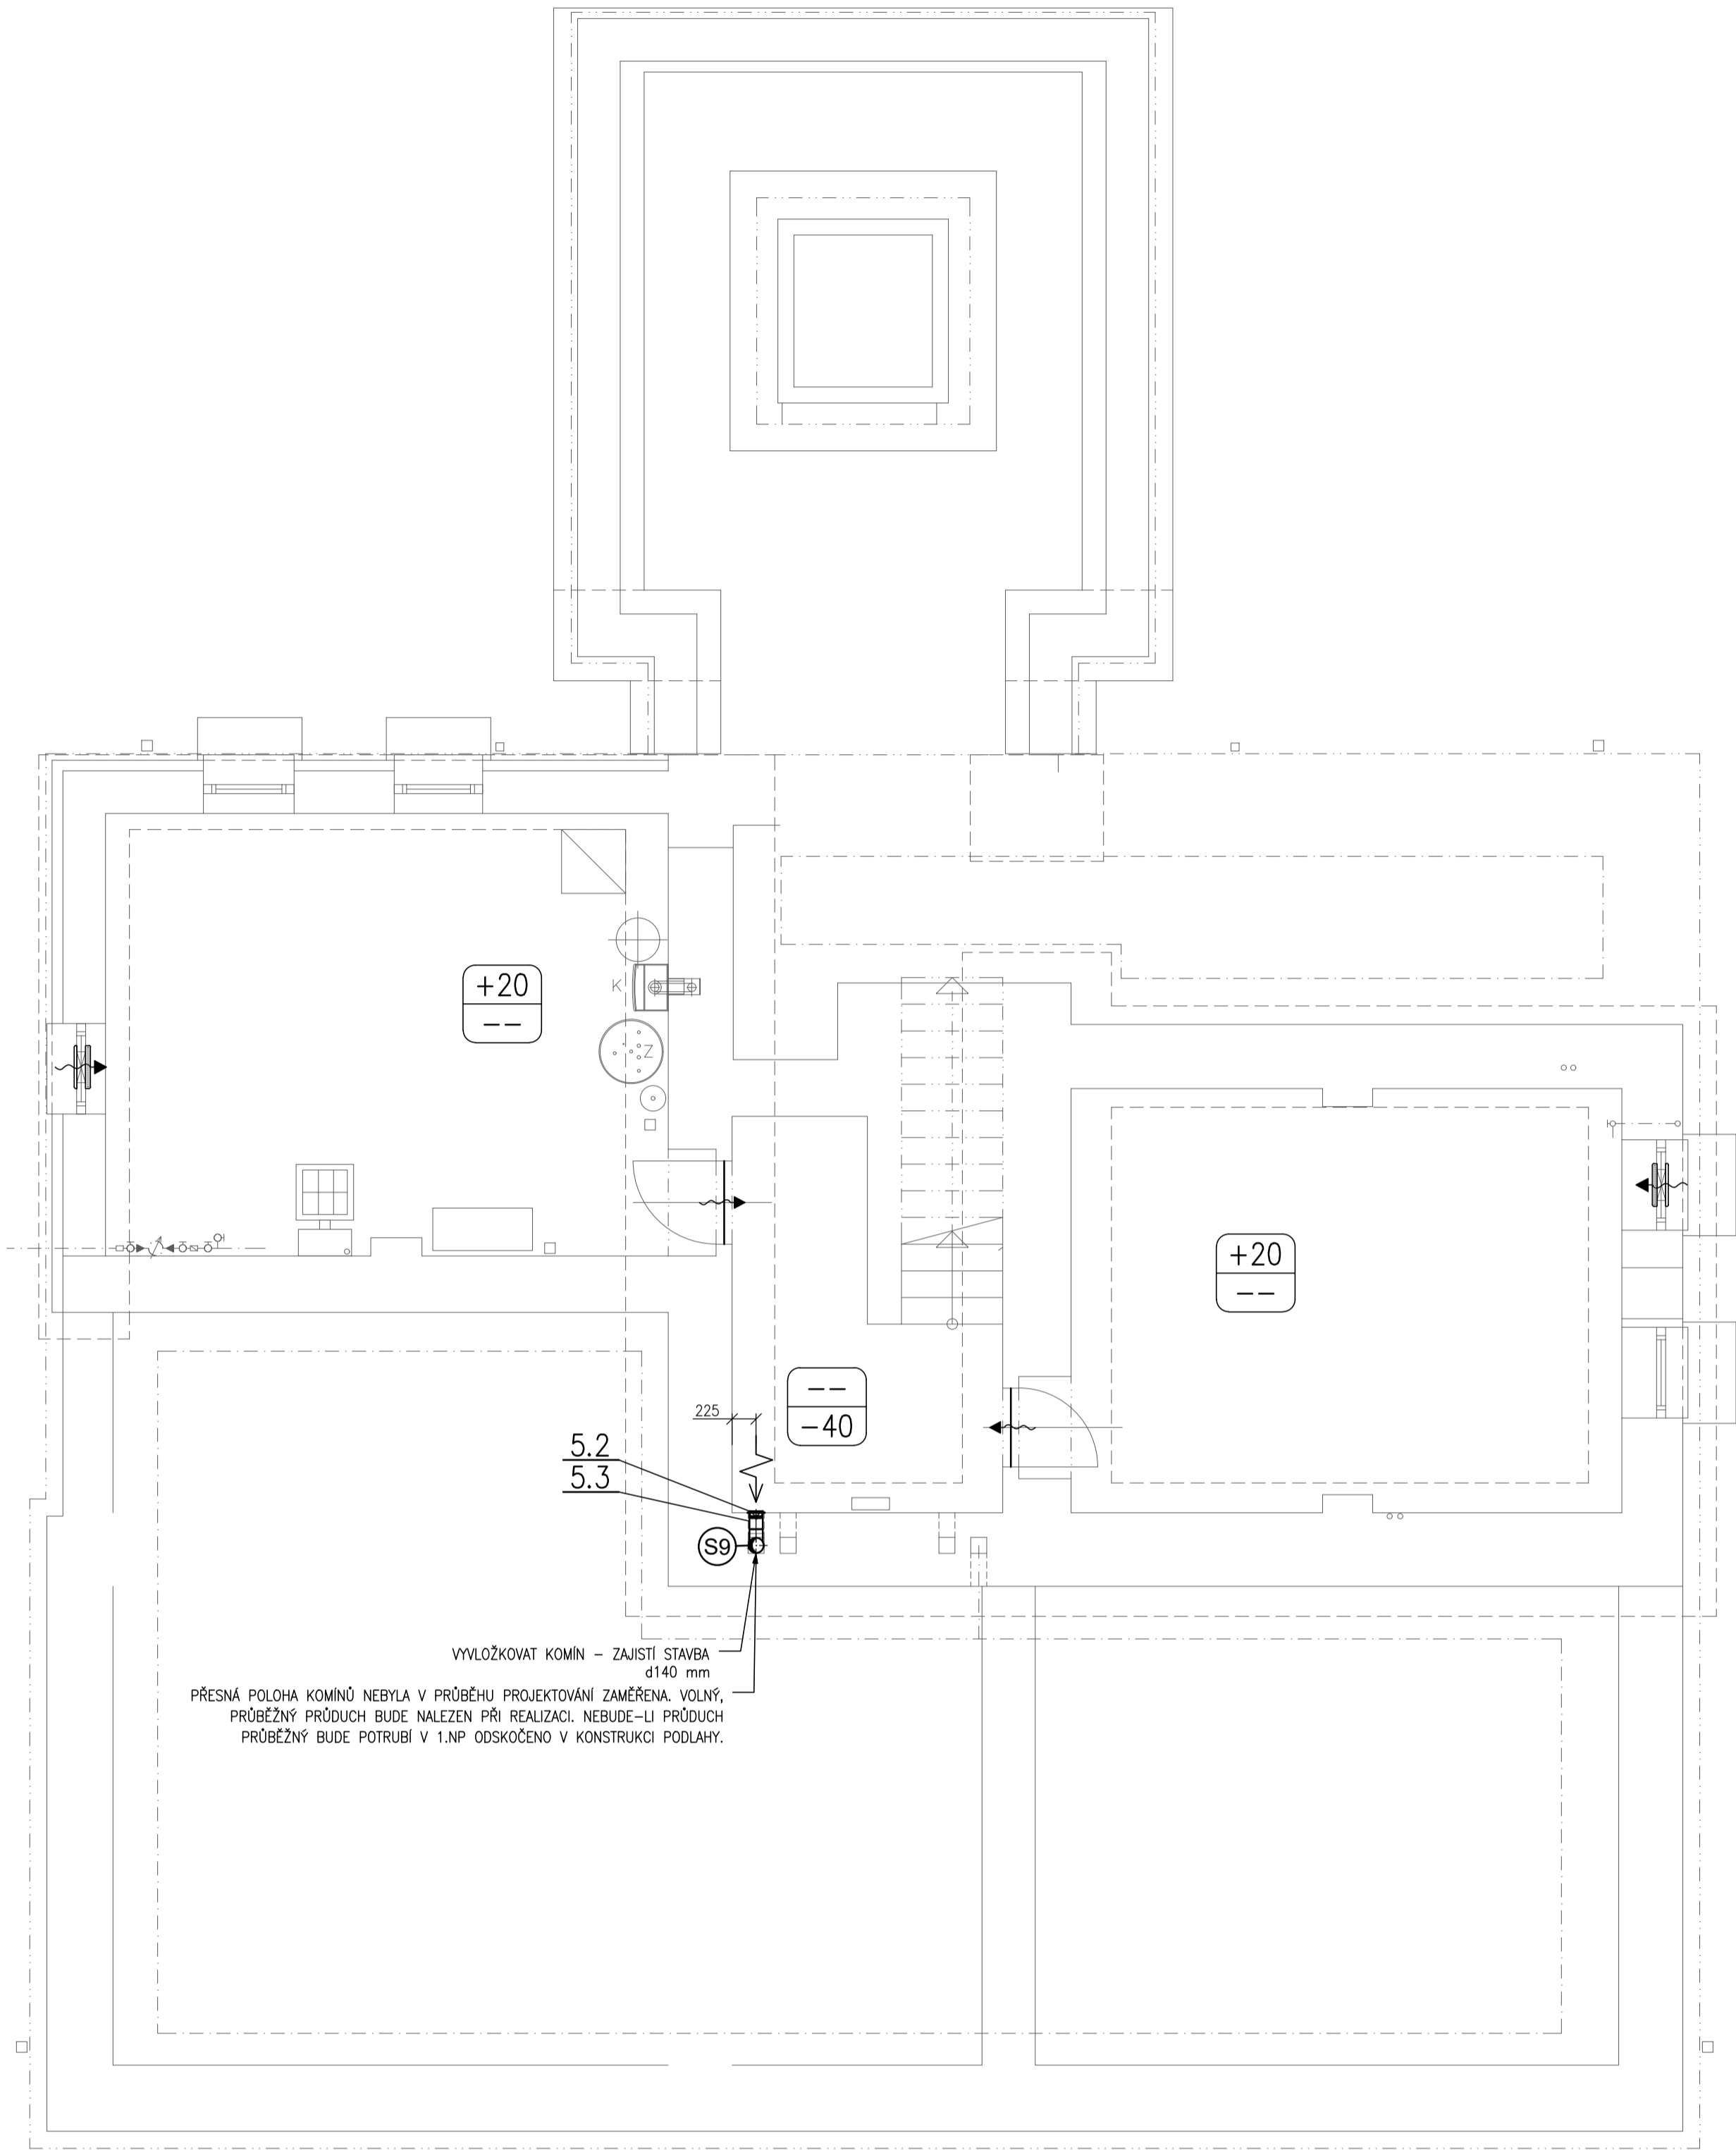 +20
--
K
Z
+20
--
--
-40
225
5.2
5.3
S9
VYVLOŽKOVAT KOMÍN - ZAJISTÍ STAVBA
d140 mm
PŘESNÁ POLOHA KOMÍNŮ NEBYLA V PRŮBĚHU PROJEKTOVÁNÍ ZAMĚŘENA. VOLNÝ,
PRŮBĚŽNÝ PRŮDUCH BUDE NALEZEN PŘI REALIZACI. NEBUDE-LI PRŮDUCH
PRŮBĚŽNÝ BUDE POTRUBÍ V 1.NP ODSKOČENO V KONSTRUKCI PODLAHY.